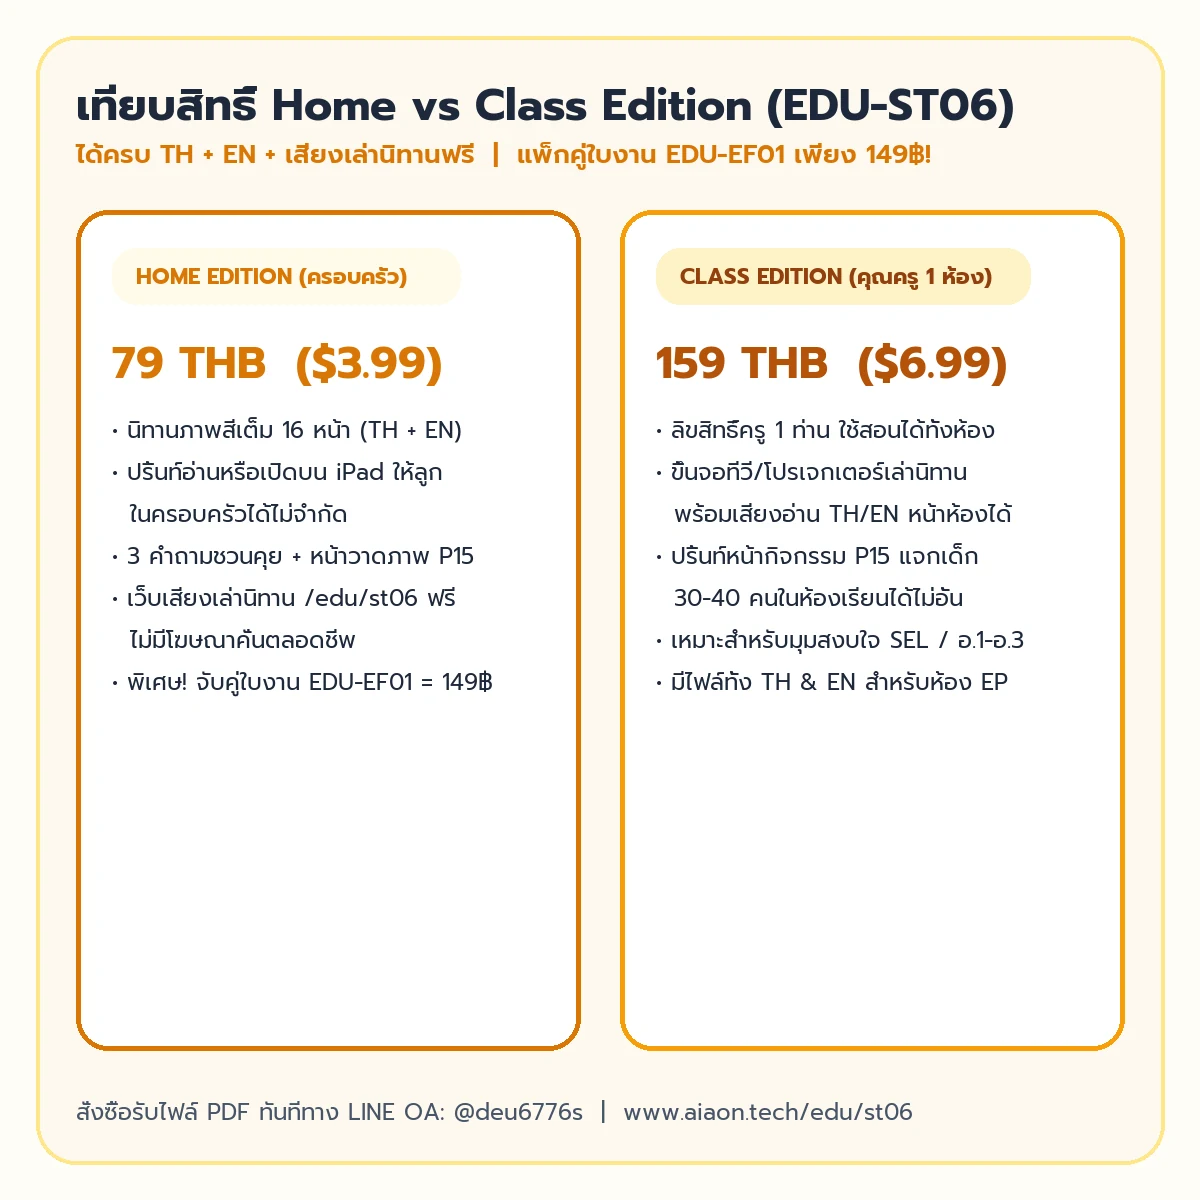 เทียบสิทธิ์ Home vs Class Edition (EDU-ST06)
ได้ครบ TH + EN + เสียงเล่านิทานฟรี | แพ็กคู่ใบงาน EDU-EF01 เพียง 149฿!
HOME EDITION (ครอบครัว)
79 THB ($3.99)
• นิทานภาพสีเต็ม 16 หน้า (TH + EN)
• ปริ้นท์อ่านหรือเปิดบน iPad ให้ลูก
ในครอบครัวได้ไม่จำกัด
• 3 คำถามชวนคุย + หน้าวาดภาพ P15
• เว็บเสียงเล่านิทาน /edu/st06 ฟรี
ไม่มีโฆษณาคั่นตลอดชีพ
• พิเศษ! จับคู่ใบงาน EDU-EF01 = 149฿
CLASS EDITION (คุณครู 1 ห้อง)
159 THB ($6.99)
• ลิขสิทธิ์ครู 1 ท่าน ใช้สอนได้ทั้งห้อง
• ขึ้นจอทีวี/โปรเจกเตอร์เล่านิทาน
พร้อมเสียงอ่าน TH/EN หน้าห้องได้
• ปริ้นท์หน้ากิจกรรม P15 แจกเด็ก
30-40 คนในห้องเรียนได้ไม่อั้น
• เหมาะสำหรับมุมสงบใจ SEL / อ.1-อ.3
• มีไฟล์ทั้ง TH & EN สำหรับห้อง EP
สั่งซื้อรับไฟล์ PDF ทันทีทาง LINE OA: @deu6776s | www.aiaon.tech/edu/st06